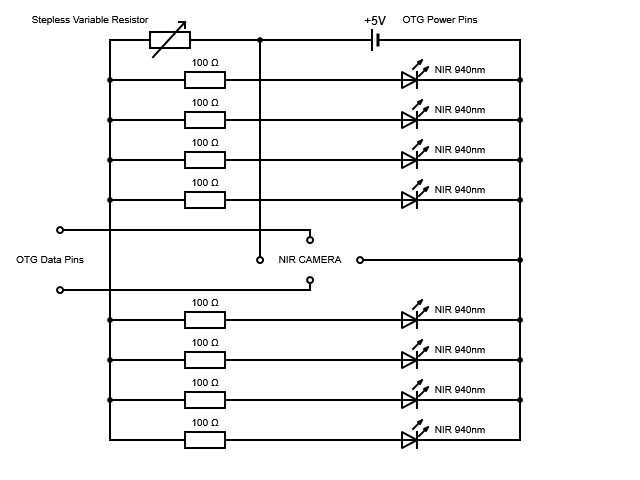 Stepless Variable Resistor
+5V OTG Power Pins
100 Ω NIR 940nm
100 Ω NIR 940nm
100 Ω NIR 940nm
100 Ω NIR 940nm
OTG Data Pins NIR CAMERA
100 Ω NIR 940nm
100 Ω NIR 940nm
100 Ω NIR 940nm
100 Ω NIR 940nm